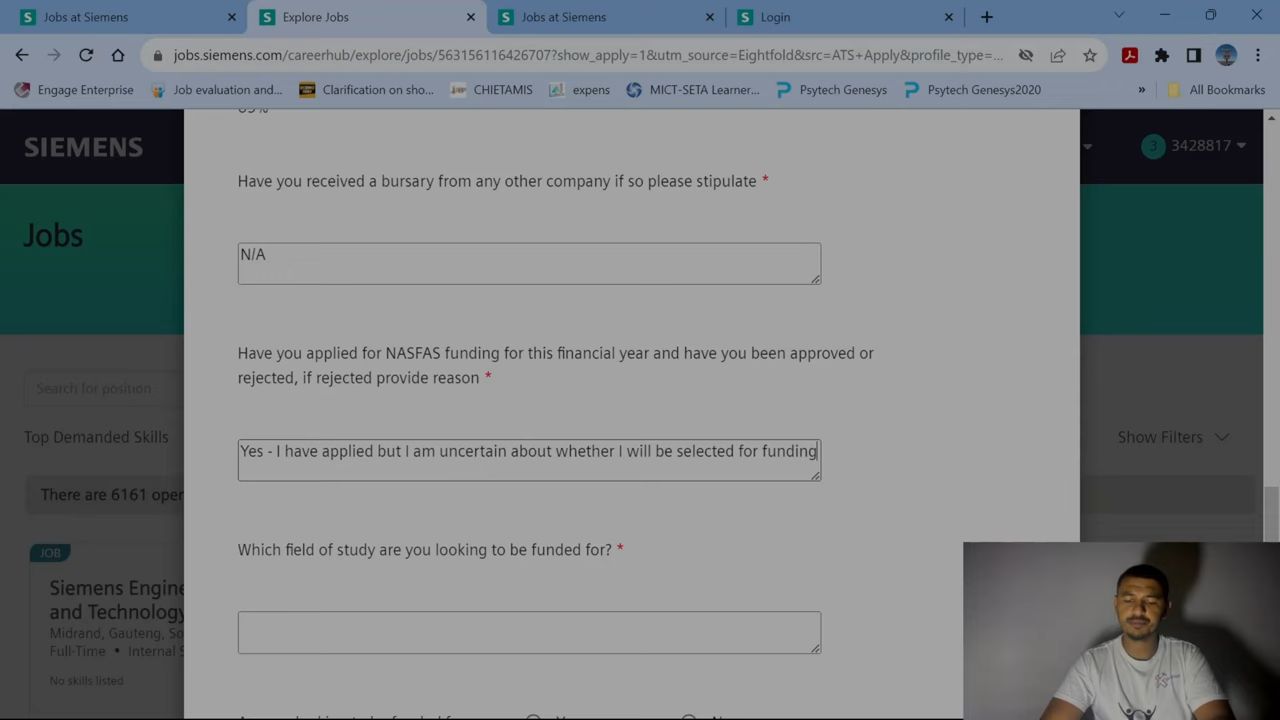 Jobs at Siemens
Explore Jobs
Jobs at Siemens
Login
jobs.siemens.com/careerhub/explore/jobs/563156116426707?show_apply=1&utm_source=Eightfold&src=ATS+Apply&profile_type=...
Engage Enterprise
Job evaluation and...
Clarification on sho...
CHIETAMIS
expens
MICT-SETA Learner...
Psytech Genesys
Psytech Genesys2020
»
All Bookmarks
SIEMENS
3 3428817
Jobs
Have you received a bursary from any other company if so please stipulate *
N/A
Have you applied for NASFAS funding for this financial year and have you been approved or
rejected, if rejected provide reason *
Yes - I have applied but I am uncertain about whether I will be selected for funding
Search for position
Top Demanded Skills
Show Filters
There are 6161 oper
Which field of study are you looking to be funded for? *
JOB
Siemens Engine
and Technology
Midrand, Gauteng, So
Full-Time • Internal S
No skills listed